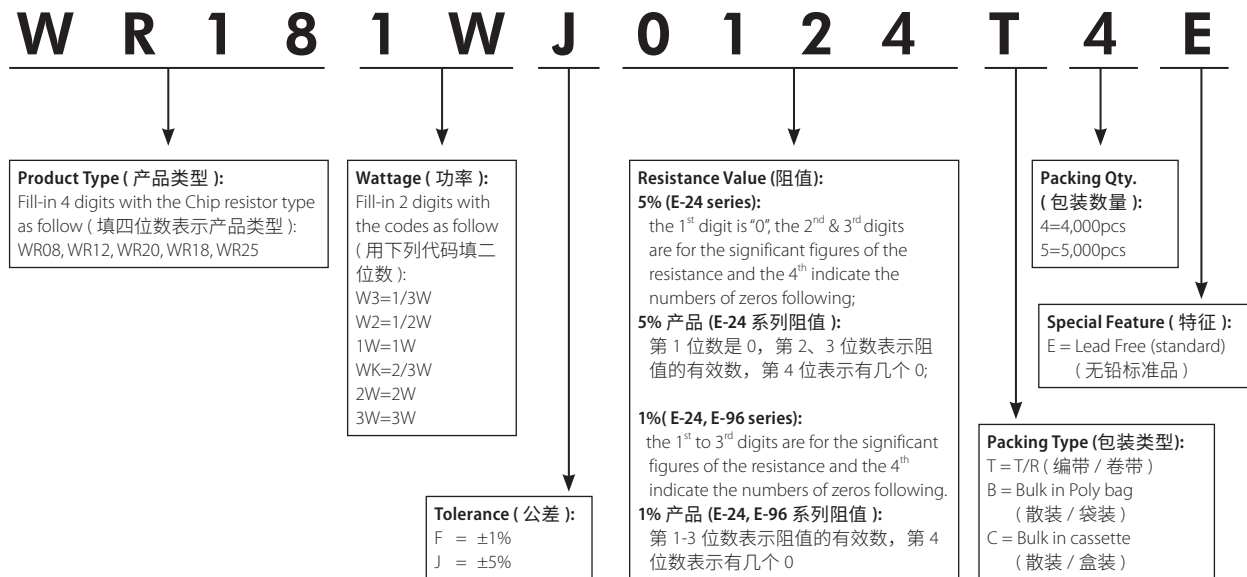 W R 1 8 1 W J 0 1 2 4 T 4 E
Product Type ( 产品类型 ):
Fill-in 4 digits with the Chip resistor type
as follow ( 填四位数表示产品类型 ):
WR08, WR12, WR20, WR18, WR25
Wattage ( 功率 ):
Fill-in 2 digits with
the codes as follow
( 用下列代码填二
位数 ):
W3=1/3W
W2=1/2W
1W=1W
WK=2/3W
2W=2W
3W=3W
Tolerance ( 公差 ):
F = ±1%
J = ±5%
Resistance Value (阻值):
5% (E-24 series):
the 1st digit is "0", the 2nd & 3rd digits
are for the significant figures of the
resistance and the 4th indicate the
numbers of zeros following;
5% 产品 (E-24 系列阻值 ):
第 1 位数是 0，第 2、3 位数表示阻
值的有效数，第 4 位表示有几个 0;
1%( E-24, E-96 series):
the 1st to 3rd digits are for the significant
figures of the resistance and the 4th
indicate the numbers of zeros following.
1% 产品 (E-24, E-96 系列阻值 ):
第 1-3 位数表示阻值的有效数，第 4
位数表示有几个 0
Packing Qty.
( 包装数量 ):
4=4,000pcs
5=5,000pcs
Special Feature ( 特征 ):
E = Lead Free (standard)
( 无铅标准品 )
Packing Type (包装类型):
T = T/R ( 编带 / 卷带 )
B = Bulk in Poly bag
( 散装 / 袋装 )
C = Bulk in cassette
( 散装 / 盒装 )